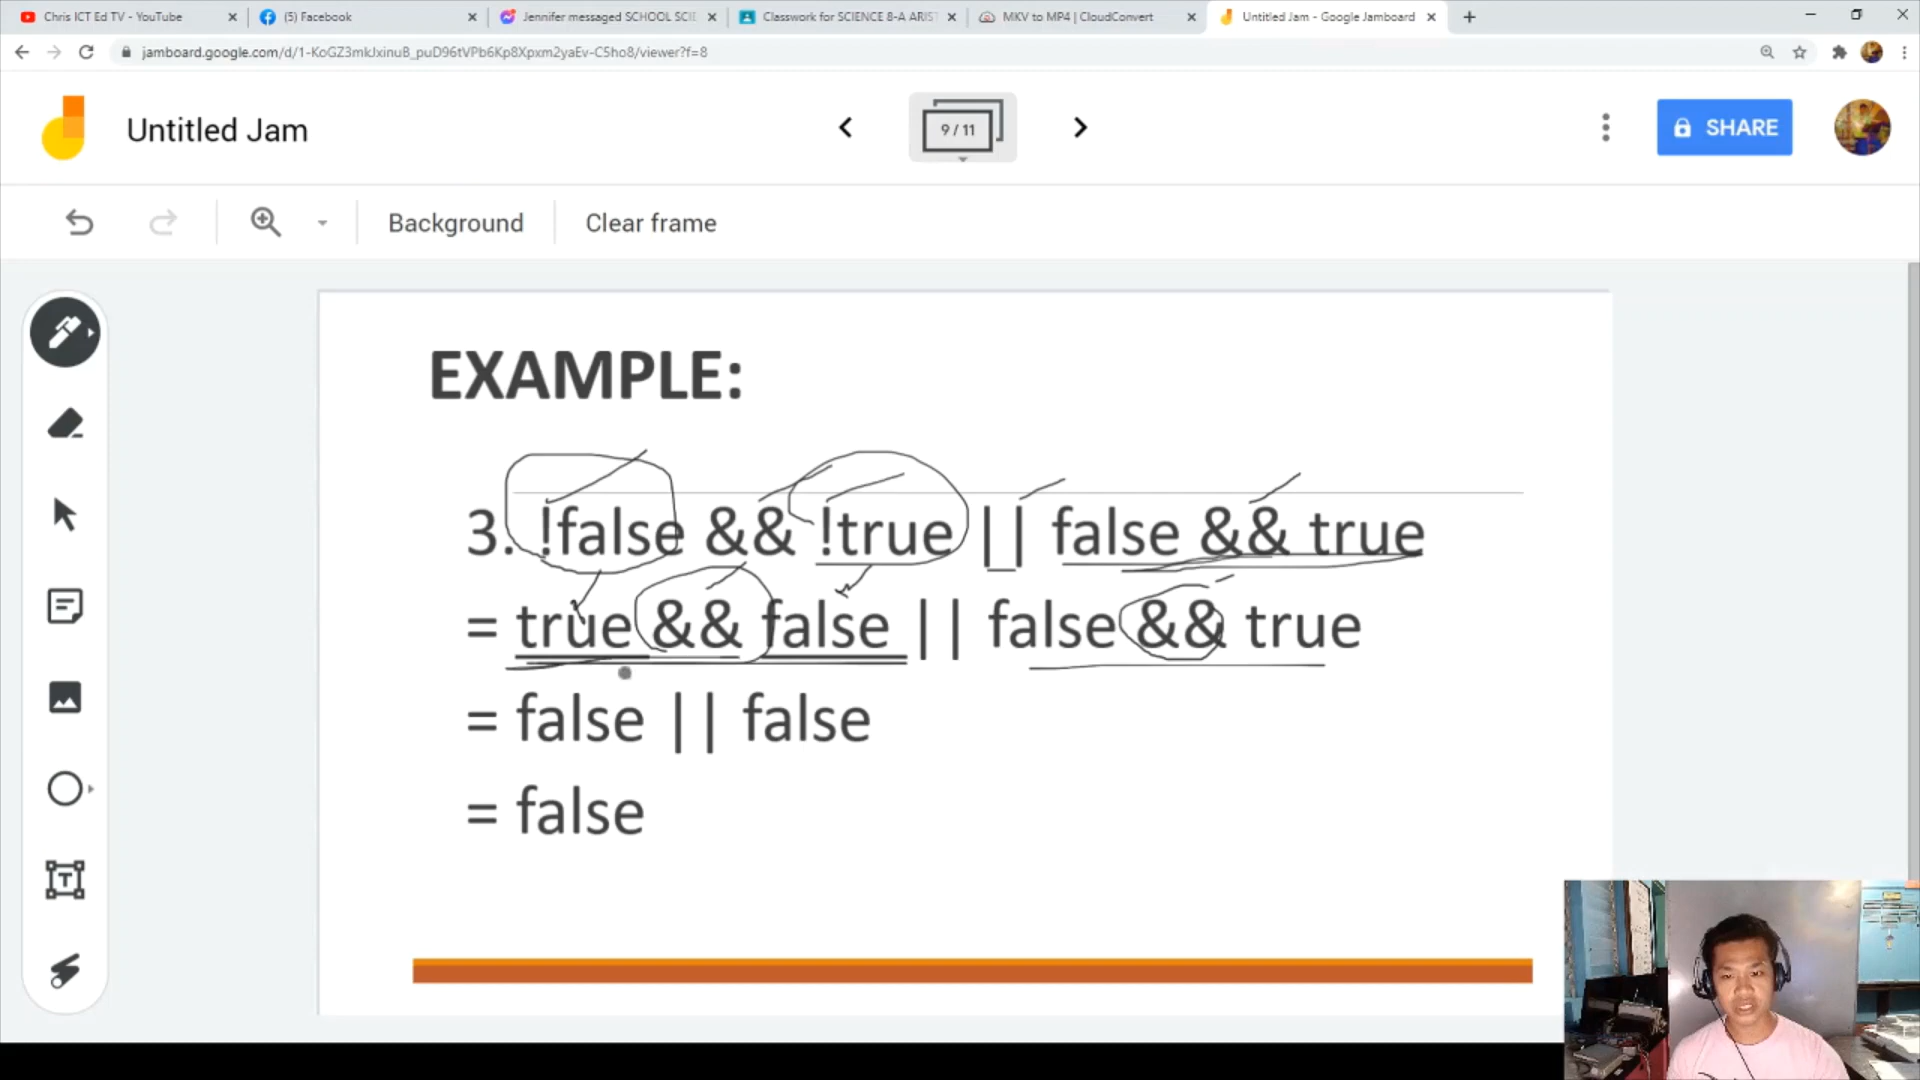 Chris ICT Ed TV - YouTube
(5) Facebook
Jennifer messaged SCHOOL SCIE
Classwork for SCIENCE 8-A ARIST
MKV to MP4 | CloudConvert
Untitled Jam - Google Jamboard
jamboard.google.com/d/1-KoGZ3mkJxinuB_puD96tVPb6Kp8Xpxm2yaEv-C5ho8/viewer?f=8
Untitled Jam
9 / 11
SHARE
Background
Clear frame
EXAMPLE:
3. !false && !true || false && true
= true && false || false && true
= false || false
= false